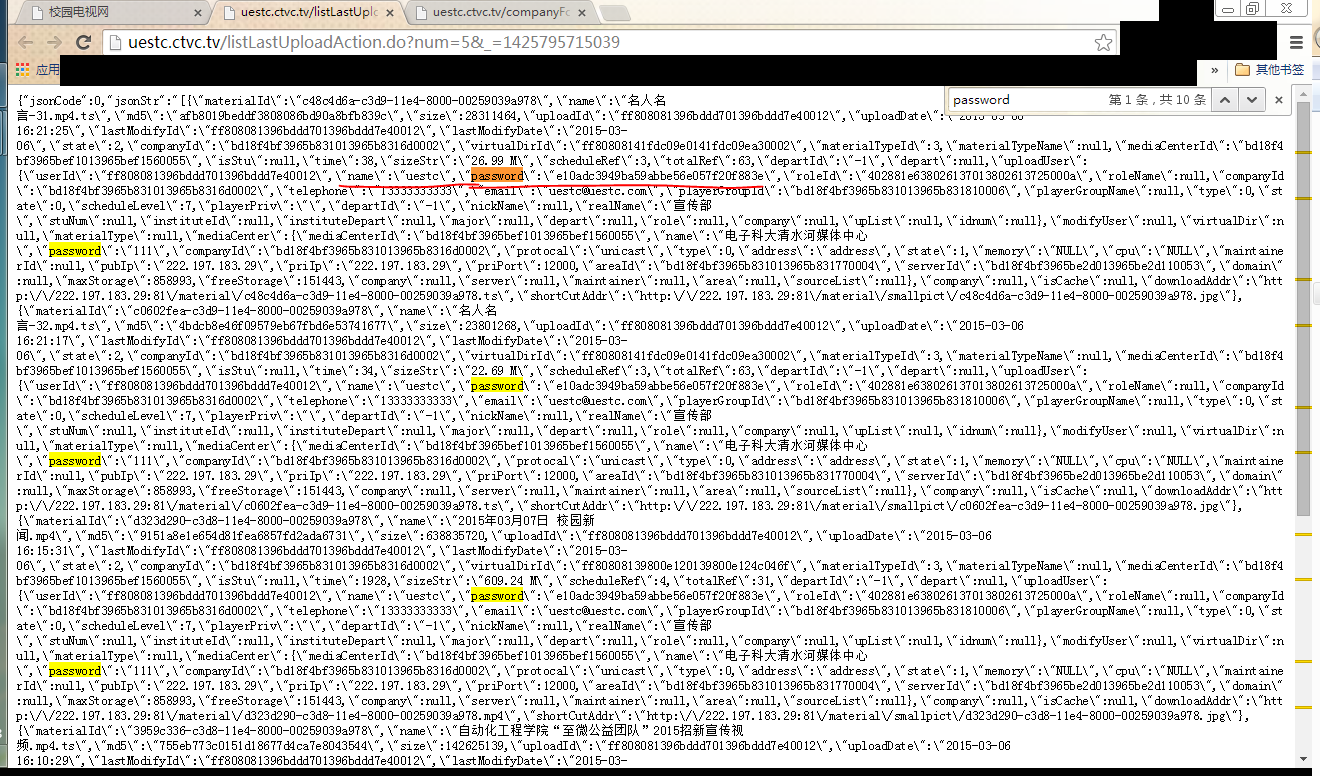 校园电视网
uestc.ctvc.tv/listLastUplo
uestc.ctvc.tv/companyFo
uestc.ctvc.tv/listLastUploadAction.do?num=5&_=1425795715039
应用
» 其他书签
password 第 1 条，共 10 条
{"jsonCode":0,"jsonStr":"[{\"materialId\":\"c48c4d6a-c3d9-11e4-8000-00259039a978\",\"name\":\"名人名
言-31.mp4.ts\",\"md5\":\"afb8019beddf3808086bd90a8bfb839c\",\"size\":28311464,\"uploadId\":\"ff808081396bddd701396bddd7e40012\",\"uploadDate\":\"2015-03-06
16:21:25\",\"lastModifyId\":\"ff808081396bddd701396bddd7e40012\",\"lastModifyDate\":\"2015-03-
06\",\"state\":2,\"companyId\":\"bd18f4bf3965b831013965b8316d0002\",\"virtualDirId\":\"ff80808141fdc09e0141fdc09ea30002\",\"materialTypeId\":3,\"materialTypeName\":null,\"mediaCenterId\":\"bd18f4
bf3965bef1013965bef1560055\",\"isStu\":null,\"time\":38,\"sizeStr\":\"26.99 M\",\"scheduleRef\":3,\"totalRef\":63,\"departId\":\"-1\",\"depart\":null,\"uploadUser\":
{\"userId\":\"ff808081396bddd701396bddd7e40012\",\"name\":\"uestc\",\"password\":\"e10adc3949ba59abbe56e057f20f883e\",\"roleId\":\"402881e63802613701380261372​5000a\",\"roleName\":null,\"companyId
\":\"bd18f4bf3965b831013965b8316d0002\",\"telephone\":\"13333333333\",\"email\":\"uestc@uestc.com\",\"playerGroupId\":\"bd18f4bf3965b831013965b831810006\",\"playerGroupName\":null,\"type\":0,\"st
ate\":0,\"scheduleLevel\":7,\"playerPriv\":\"\",\"departId\":\"-1\",\"nickName\":null,\"realName\":\"宣传部
\",\"stuNum\":null,\"instituteId\":null,\"instituteDepart\":null,\"major\":null,\"depart\":null,\"role\":null,\"company\":null,\"upList\":null,\"idnum\":null},\"modifyUser\":null,\"virtualDir\":n
ull,\"materialType\":null,\"mediaCenter\":{\"mediaCenterId\":\"bd18f4bf3965bef1013965bef1560055\",\"name\":\"电子科大清水河媒体中心
\",\"password\":\"111\",\"companyId\":\"bd18f4bf3965b831013965b8316d0002\",\"protocal\":\"unicast\",\"type\":0,\"address\":\"address\",\"state\":1,\"memory\":\"NULL\",\"cpu\":\"NULL\",\"maintaine
rId\":null,\"pubIp\":\"222.197.183.29\",\"priIp\":\"222.197.183.29\",\"priPort\":12000,\"areaId\":\"bd18f4bf3965b831013965b831770004\",\"serverId\":\"bd18f4bf3965be2d013965be2d110053\",\"domain\"
:null,\"maxStorage\":858993,\"freeStorage\":151443,\"company\":null,\"server\":null,\"maintainer\":null,\"area\":null,\"sourceList\":null},\"company\":null,\"isCache\":null,\"downloadAddr\":\"htt
p:\/\/222.197.183.29:81\/material\/c48c4d6a-c3d9-11e4-8000-00259039a978.ts\",\"shortCutAddr\":\"http:\/\/222.197.183.29:81\/material\/smallpict\/c48c4d6a-c3d9-11e4-8000-00259039a978.jpg\"},
{\"materialId\":\"c0602fea-c3d9-11e4-8000-00259039a978\",\"name\":\"名人名
言-32.mp4.ts\",\"md5\":\"4bdcb8e46f09579eb67fbd6e53741677\",\"size\":23801268,\"uploadId\":\"ff808081396bddd701396bddd7e40012\",\"uploadDate\":\"2015-03-06
16:21:17\",\"lastModifyId\":\"ff808081396bddd701396bddd7e40012\",\"lastModifyDate\":\"2015-03-
06\",\"state\":2,\"companyId\":\"bd18f4bf3965b831013965b8316d0002\",\"virtualDirId\":\"ff80808141fdc09e0141fdc09ea30002\",\"materialTypeId\":3,\"materialTypeName\":null,\"mediaCenterId\":\"bd18f4
bf3965bef1013965bef1560055\",\"isStu\":null,\"time\":34,\"sizeStr\":\"22.69 M\",\"scheduleRef\":3,\"totalRef\":63,\"departId\":\"-1\",\"depart\":null,\"uploadUser\":
{\"userId\":\"ff808081396bddd701396bddd7e40012\",\"name\":\"uestc\",\"password\":\"e10adc3949ba59abbe56e057f20f883e\",\"roleId\":\"402881e638026137013802613725000a\",\"roleName\":null,\"companyId
\":\"bd18f4bf3965b831013965b8316d0002\",\"telephone\":\"13333333333\",\"email\":\"uestc@uestc.com\",\"playerGroupId\":\"bd18f4bf3965b831013965b831810006\",\"playerGroupName\":null,\"type\":0,\"st
ate\":0,\"scheduleLevel\":7,\"playerPriv\":\"\",\"departId\":\"-1\",\"nickName\":null,\"realName\":\"宣传部
\",\"stuNum\":null,\"instituteId\":null,\"instituteDepart\":null,\"major\":null,\"depart\":null,\"role\":null,\"company\":null,\"upList\":null,\"idnum\":null},\"modifyUser\":null,\"virtualDir\":n
ull,\"materialType\":null,\"mediaCenter\":{\"mediaCenterId\":\"bd18f4bf3965bef1013965bef1560055\",\"name\":\"电子科大清水河媒体中心
\",\"password\":\"111\",\"companyId\":\"bd18f4bf3965b831013965b8316d0002\",\"protocal\":\"unicast\",\"type\":0,\"address\":\"address\",\"state\":1,\"memory\":\"NULL\",\"cpu\":\"NULL\",\"maintaine
rId\":null,\"pubIp\":\"222.197.183.29\",\"priIp\":\"222.197.183.29\",\"priPort\":12000,\"areaId\":\"bd18f4bf3965b831013965b831770004\",\"serverId\":\"bd18f4bf3965be2d013965be2d110053\",\"domain\"
:null,\"maxStorage\":858993,\"freeStorage\":151443,\"company\":null,\"server\":null,\"maintainer\":null,\"area\":null,\"sourceList\":null},\"company\":null,\"isCache\":null,\"downloadAddr\":\"htt
p:\/\/222.197.183.29:81\/material\/c0602fea-c3d9-11e4-8000-00259039a978.ts\",\"shortCutAddr\":\"http:\/\/222.197.183.29:81\/material\/smallpict\/c0602fea-c3d9-11e4-8000-00259039a978.jpg\"},
{\"materialId\":\"d323d290-c3d8-11e4-8000-00259039a978\",\"name\":\"2015年03月07日 校园新
闻.mp4\",\"md5\":\"9151a8e1e654d81fea6857fd2ada6731\",\"size\":638835720,\"uploadId\":\"ff808081396bddd701396bddd7e40012\",\"uploadDate\":\"2015-03-06
16:15:31\",\"lastModifyId\":\"ff808081396bddd701396bddd7e40012\",\"lastModifyDate\":\"2015-03-
06\",\"state\":2,\"companyId\":\"bd18f4bf3965b831013965b8316d0002\",\"virtualDirId\":\"ff80808139800e120139800e124c046f\",\"materialTypeId\":3,\"materialTypeName\":null,\"mediaCenterId\":\"bd18f4
bf3965bef1013965bef1560055\",\"isStu\":null,\"time\":1928,\"sizeStr\":\"609.24 M\",\"scheduleRef\":4,\"totalRef\":31,\"departId\":\"-1\",\"depart\":null,\"uploadUser\":
{\"userId\":\"ff808081396bddd701396bddd7e40012\",\"name\":\"uestc\",\"password\":\"e10adc3949ba59abbe56e057f20f883e\",\"roleId\":\"402881e638026137013802613725000a\",\"roleName\":null,\"companyId
\":\"bd18f4bf3965b831013965b8316d0002\",\"telephone\":\"13333333333\",\"email\":\"uestc@uestc.com\",\"playerGroupId\":\"bd18f4bf3965b831013965b831810006\",\"playerGroupName\":null,\"type\":0,\"st
ate\":0,\"scheduleLevel\":7,\"playerPriv\":\"\",\"departId\":\"-1\",\"nickName\":null,\"realName\":\"宣传部
\",\"stuNum\":null,\"instituteId\":null,\"instituteDepart\":null,\"major\":null,\"depart\":null,\"role\":null,\"company\":null,\"upList\":null,\"idnum\":null},\"modifyUser\":null,\"virtualDir\":n
ull,\"materialType\":null,\"mediaCenter\":{\"mediaCenterId\":\"bd18f4bf3965bef1013965bef1560055\",\"name\":\"电子科大清水河媒体中心
\",\"password\":\"111\",\"companyId\":\"bd18f4bf3965b831013965b8316d0002\",\"protocal\":\"unicast\",\"type\":0,\"address\":\"address\",\"state\":1,\"memory\":\"NULL\",\"cpu\":\"NULL\",\"maintaine
rId\":null,\"pubIp\":\"222.197.183.29\",\"priIp\":\"222.197.183.29\",\"priPort\":12000,\"areaId\":\"bd18f4bf3965b831013965b831770004\",\"serverId\":\"bd18f4bf3965be2d013965be2d110053\",\"domain\"
:null,\"maxStorage\":858993,\"freeStorage\":151443,\"company\":null,\"server\":null,\"maintainer\":null,\"area\":null,\"sourceList\":null},\"company\":null,\"isCache\":null,\"downloadAddr\":\"htt
p:\/\/222.197.183.29:81\/material\/d323d290-c3d8-11e4-8000-00259039a978.mp4\",\"shortCutAddr\":\"http:\/\/222.197.183.29:81\/material\/smallpict\/d323d290-c3d8-11e4-8000-00259039a978.jpg\"},
{\"materialId\":\"3959c336-c3d7-11e4-8000-00259039a978\",\"name\":\"自动化工程学院“至微公益团队”2015招新宣传视
频.mp4.ts\",\"md5\":\"755eb773c0151d18677d4ca7e8043544\",\"size\":142625139,\"uploadId\":\"ff808081396bddd701396bddd7e40012\",\"uploadDate\":\"2015-03-06
16:10:29\",\"lastModifyId\":\"ff808081396bddd701396bddd7e40012\",\"lastModifyDate\":\"2015-03-